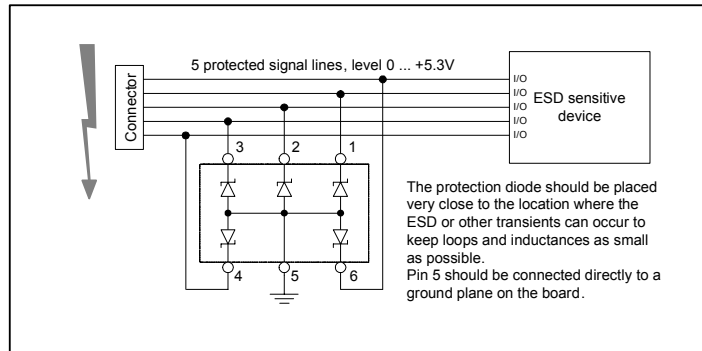 5 protected signal lines, level 0 ... +5.3V
Connector
I/O
I/O
I/O
I/O
I/O
ESD sensitive
device
3
2
1
4
5
6
The protection diode should be placed
very close to the location where the
ESD or other transients can occur to
keep loops and inductances as small
as possible.
Pin 5 should be connected directly to a
ground plane on the board.